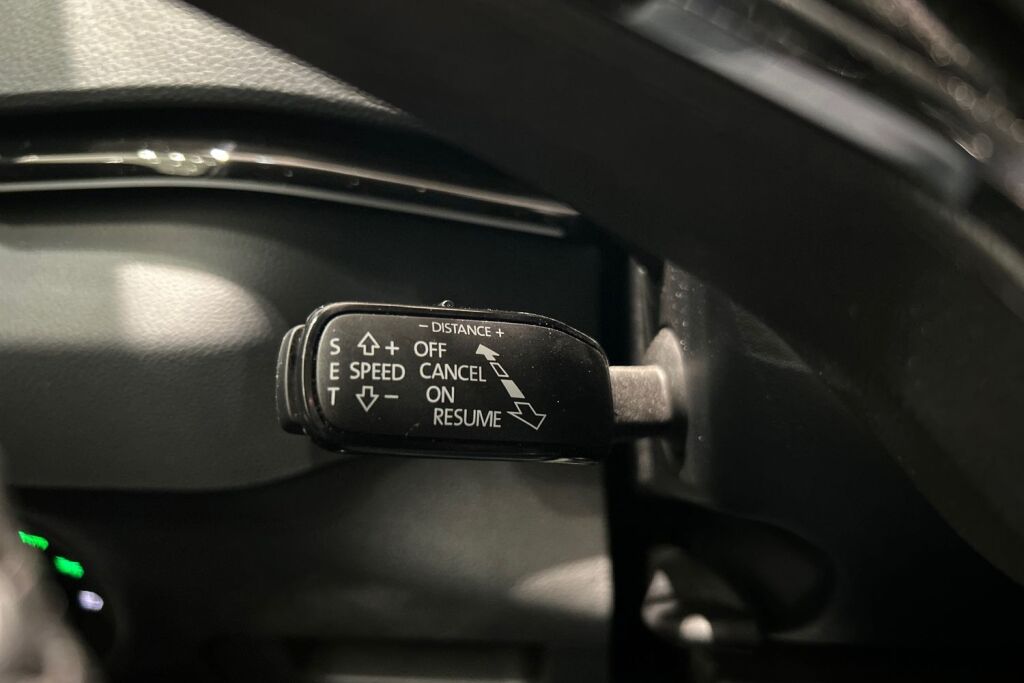 − DISTANCE +
S + OFF
E SPEED CANCEL
T − ON
RESUME